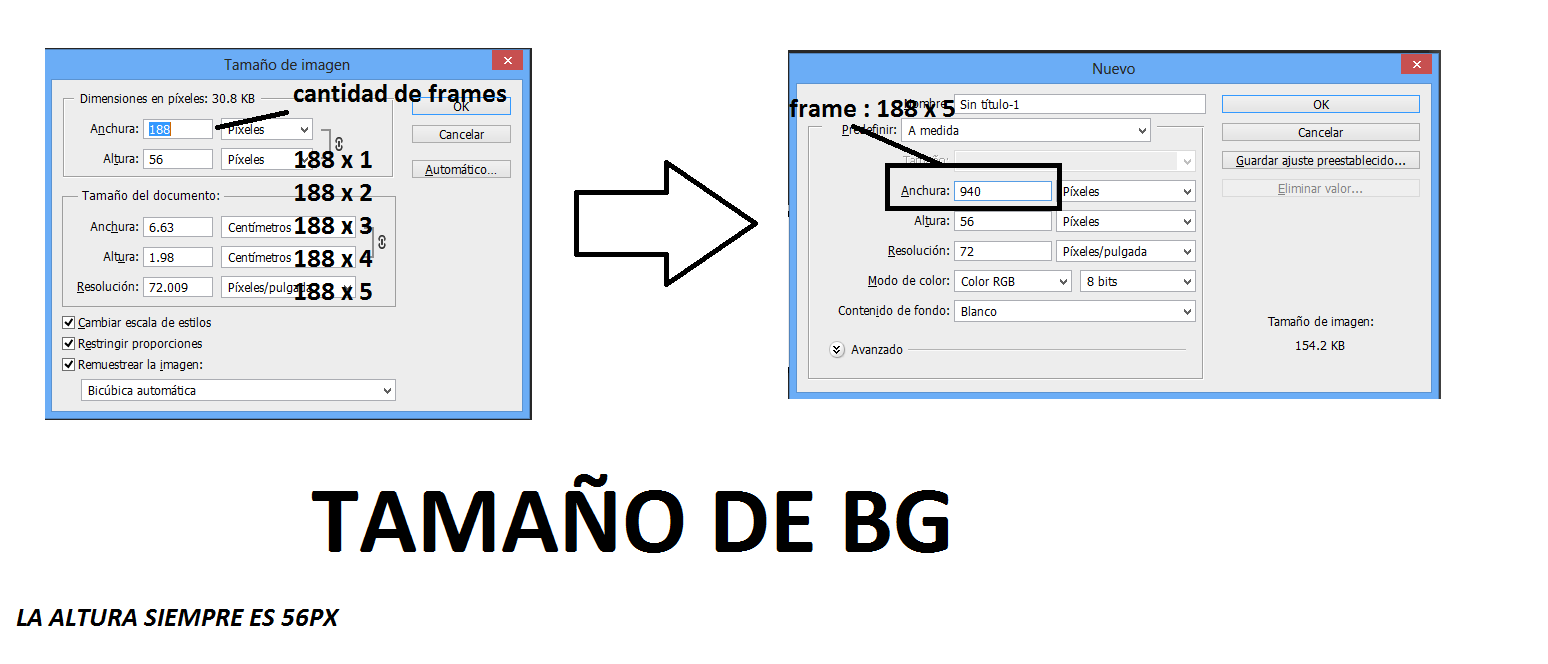 Tamaño de imagen
Dimensiones en píxeles: 30.8 KB
cantidad de frames
OK
Anchura: 188 Píxeles
Cancelar
Altura: 56 Píxeles
188 x 1
Automático...
188 x 2
Tamaño del documento:
Anchura: 6.63 Centímetros
188 x 3
Altura: 1.98 Centímetros
188 x 4
Resolución: 72.009 Píxeles/pulgada
188 x 5
Cambiar escala de estilos
Restringir proporciones
Remuestrear la imagen:
Bicúbica automática
Nuevo
frame : 188 x 5
Nombre: Sin título-1
OK
Predefinir: A medida
Cancelar
Tamaño:
Guardar ajuste preestablecido...
Anchura: 940 Píxeles
Eliminar valor...
Altura: 56 Píxeles
Resolución: 72 Píxeles/pulgada
Modo de color: Color RGB 8 bits
Contenido de fondo: Blanco
Tamaño de imagen:
154.2 KB
Avanzado
TAMAÑO DE BG
LA ALTURA SIEMPRE ES 56PX